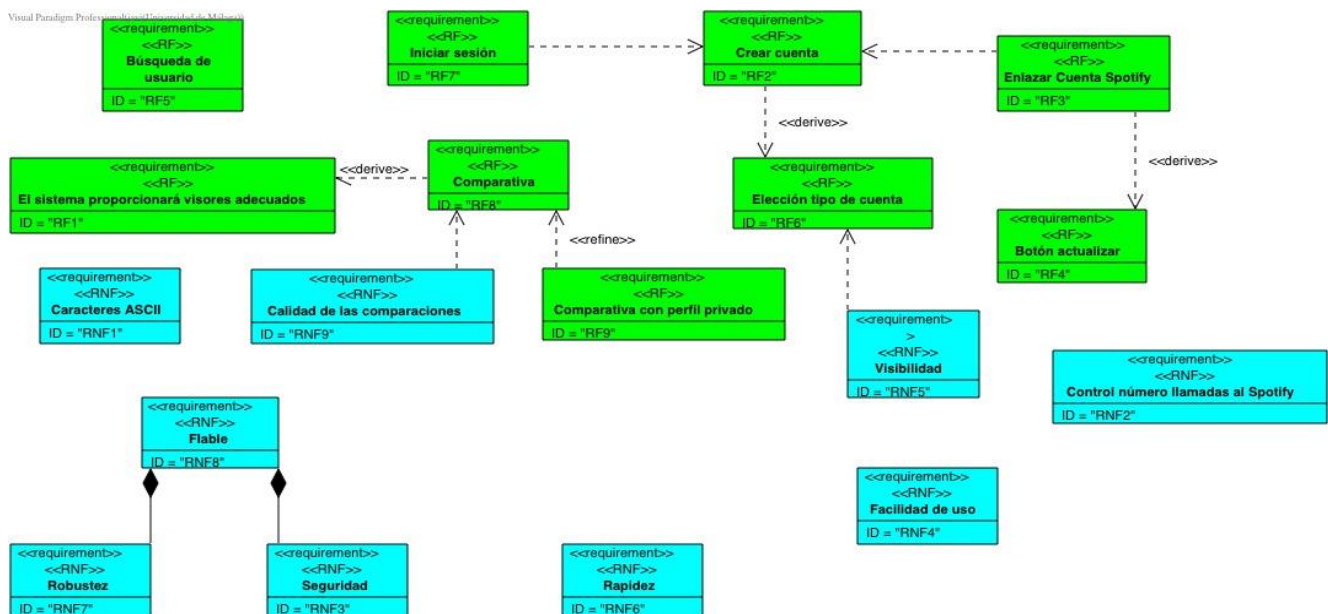 Visual Paradigm Professional(jose(Universidad de Málaga))
<<requirement>>
<<RF>>
Búsqueda de
usuario
ID = "RF5"
<<requirement>>
<<RF>>
Iniciar sesión
ID = "RF7"
<<requirement>>
<<RF>>
Crear cuenta
ID = "RF2"
<<requirement>>
<<RF>>
Enlazar Cuenta Spotify
ID = "RF3"
<<derive>>
<<derive>>
<<derive>>
<<requirement>>
<<RF>>
El sistema proporcionará visores adecuados
ID = "RF1"
<<requirement>>
<<RF>>
Comparativa
ID = "RF8"
<<requirement>>
<<RF>>
Elección tipo de cuenta
ID = "RF6"
<<requirement>>
<<RF>>
Botón actualizar
ID = "RF4"
<<refine>>
<<requirement>>
<<RNF>>
Caracteres ASCII
ID = "RNF1"
<<requirement>>
<<RNF>>
Calidad de las comparaciones
ID = "RNF9"
<<requirement>>
<<RF>>
Comparativa con perfil privado
ID = "RF9"
<<requirement>
>
<<RNF>>
Visibilidad
ID = "RNF5"
<<requirement>>
<<RNF>>
Control número llamadas al Spotify
ID = "RNF2"
<<requirement>>
<<RNF>>
Fiable
ID = "RNF8"
<<requirement>>
<<RNF>>
Facilidad de uso
ID = "RNF4"
<<requirement>>
<<RNF>>
Robustez
ID = "RNF7"
<<requirement>>
<<RNF>>
Seguridad
ID = "RNF3"
<<requirement>>
<<RNF>>
Rapidez
ID = "RNF6"